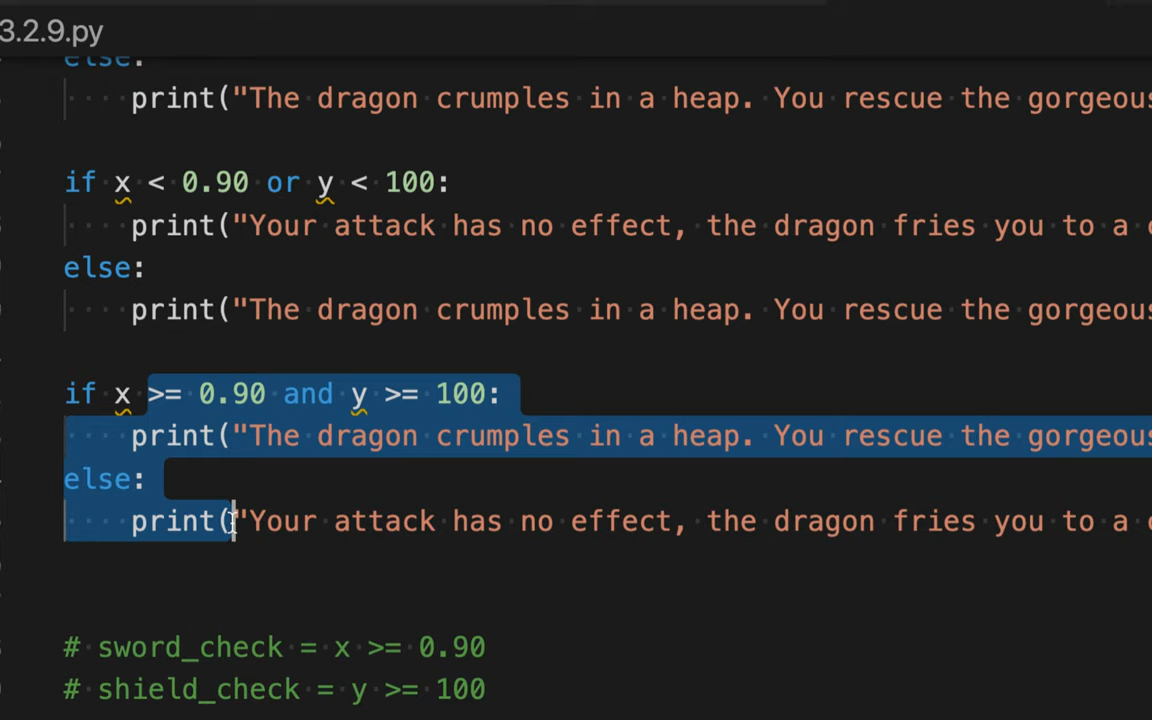 3.2.9.py
else:
print("The dragon crumples in a heap. You rescue the gorgeous
if x < 0.90 or y < 100:
print("Your attack has no effect, the dragon fries you to a
else:
print("The dragon crumples in a heap. You rescue the gorgeous
if x >= 0.90 and y >= 100:
print("The dragon crumples in a heap. You rescue the gorgeous
else:
print("Your attack has no effect, the dragon fries you to a
# sword_check = x >= 0.90
# shield_check = y >= 100